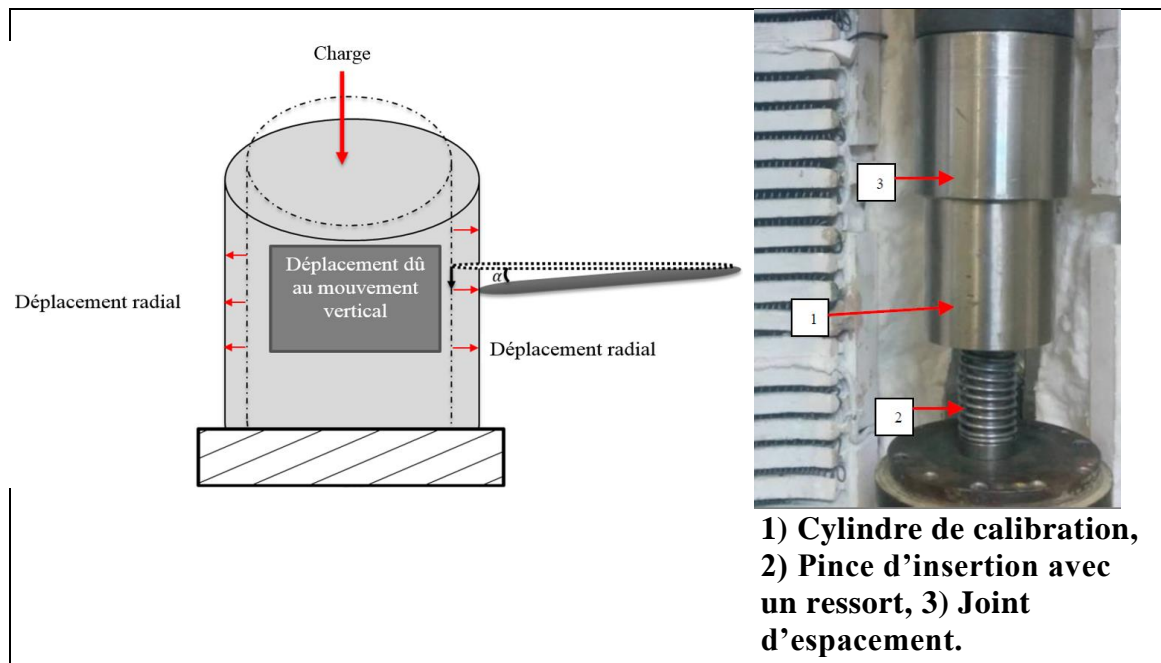 Charge
Déplacement dû
au mouvement
vertical
α
Déplacement radial
Déplacement radial
3
1
2
1) Cylindre de calibration,
2) Pince d'insertion avec
un ressort, 3) Joint
d'espacement.